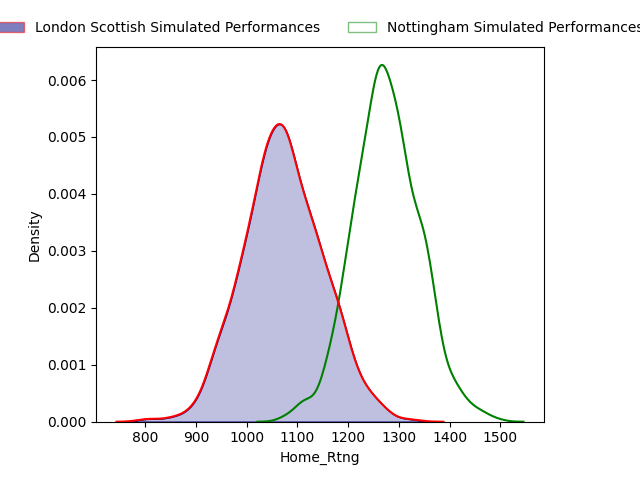 London Scottish Simulated Performances Nottingham Simulated Performances
0.006
0.005
0.004
0.003
0.002
0.001
0.000
Density
800 900 1000 1100 1200 1300 1400 1500
Home_Rtng